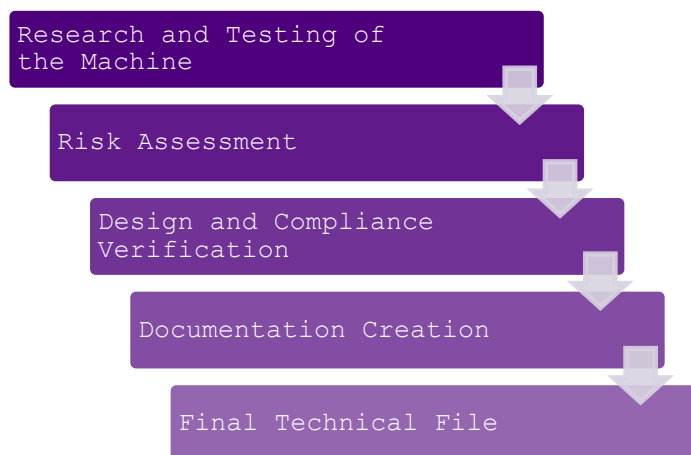 Research and Testing of
the Machine
Risk Assessment
Design and Compliance
Verification
Documentation Creation
Final Technical File